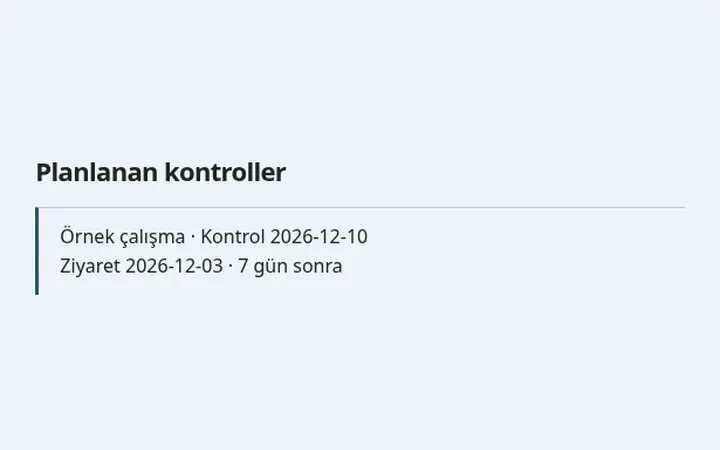 Planlanan kontroller
Örnek çalışma · Kontrol 2026-12-10
Ziyaret 2026-12-03 · 7 gün sonra